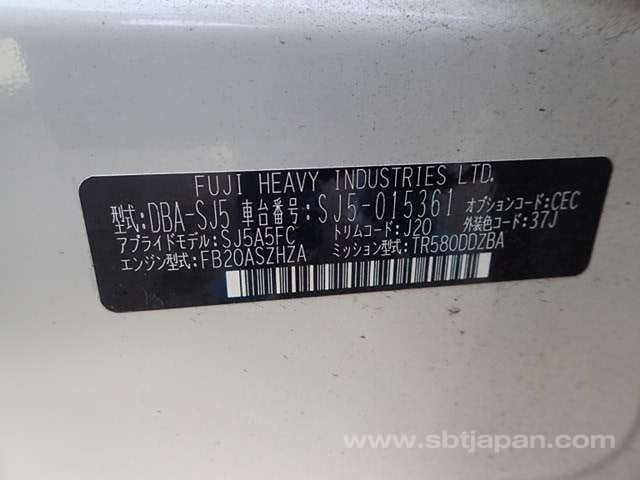 FUJI HEAVY INDUSTRIES LTD.
型式:DBA-SJ5 車台番号:SJ5-015361 オプションコード:CEC
アプライドモデル:SJ5A5FC トリムコード:J20 外装色コード:37J
エンジン型式:FB20ASZHZA ミッション型式:TR580DDZBA
www.sbtjapan.com